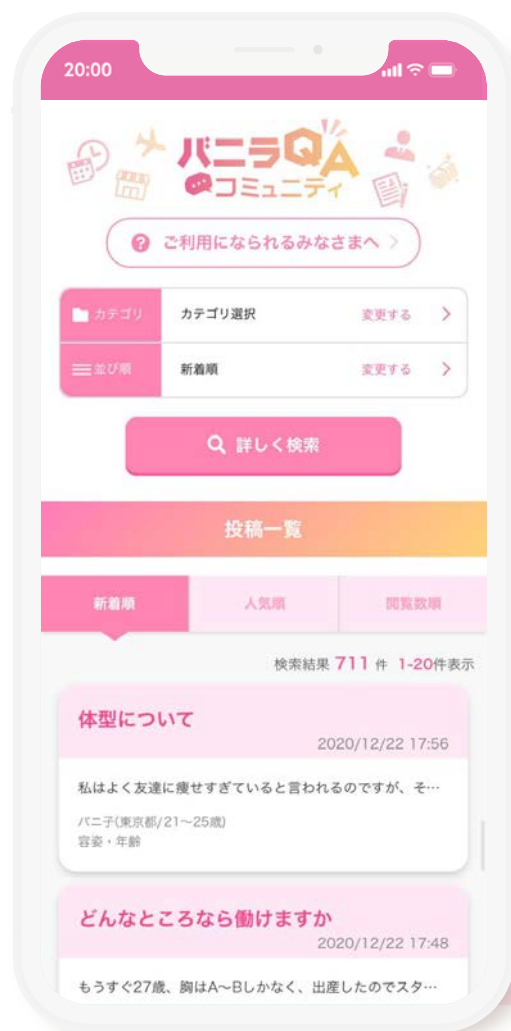 20:00
バニラQA
コミュニティ
ご利用になられるみなさまへ
カテゴリ カテゴリ選択 変更する
並び順 新着順 変更する
詳しく検索
投稿一覧
新着順 人気順 閲覧数順
検索結果 711 件 1-20件表示
体型について
2020/12/22 17:56
私はよく友達に痩せすぎていると言われるのですが、そ…
バニ子(東京都/21〜25歳)
容姿・年齢
どんなところなら働けますか
2020/12/22 17:48
もうすぐ27歳、胸はA〜Bしかなく、出産したのでスタ…